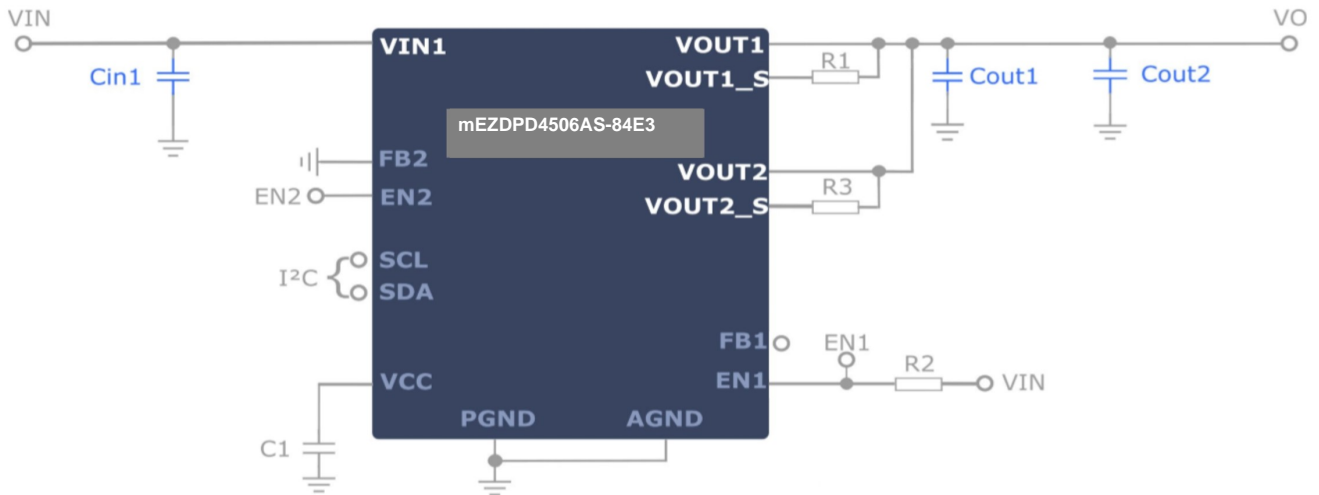 VIN
VO
VIN1
VOUT1
R1
Cin1
VOUT1_S
Cout1
Cout2
mEZDPD4506AS-84E3
FB2
VOUT2
EN2
EN2
R3
VOUT2_S
SCL
I²C
SDA
FB1
EN1
R2
VCC
EN1
VIN
PGND
AGND
C1